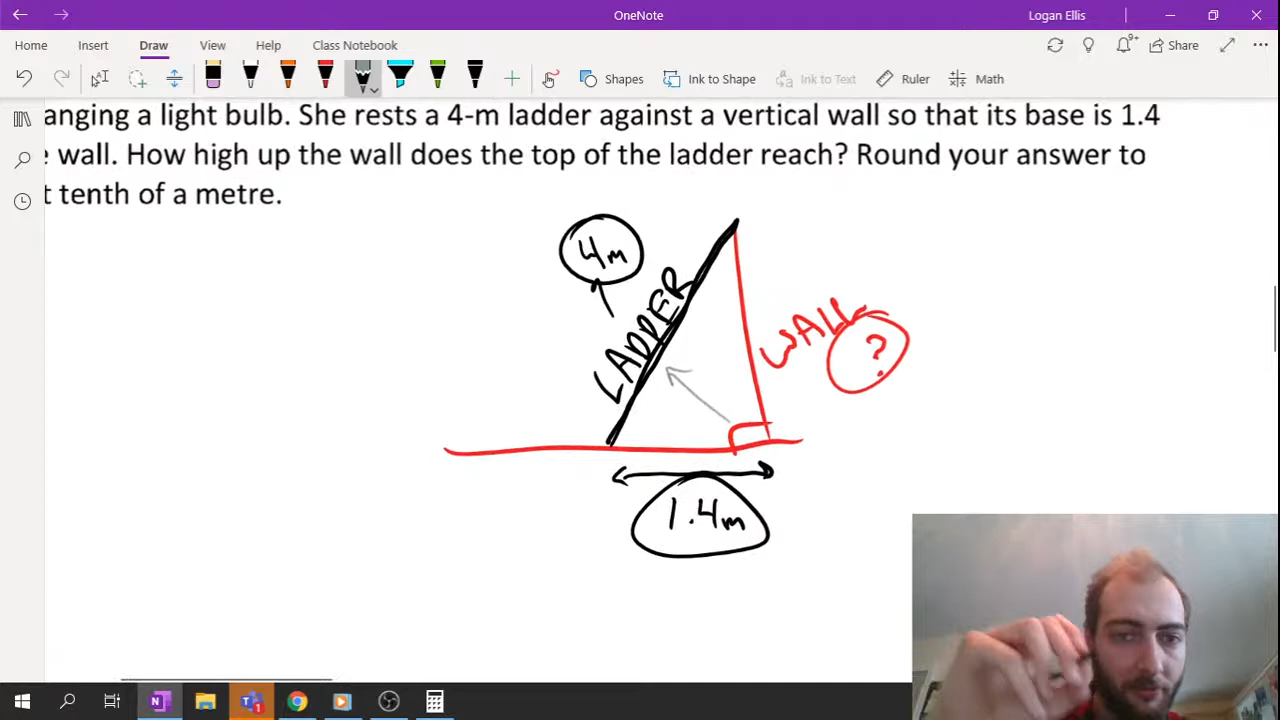 OneNote
Logan Ellis
Home Insert Draw View Help Class Notebook
9+ Share
Shapes Ink to Shape Ink to Text Ruler Math
anging a light bulb. She rests a 4-m ladder against a vertical wall so that its base is 1.4
wall. How high up the wall does the top of the ladder reach? Round your answer to
t tenth of a metre.
4m
LADDER
WALL
?
1.4m